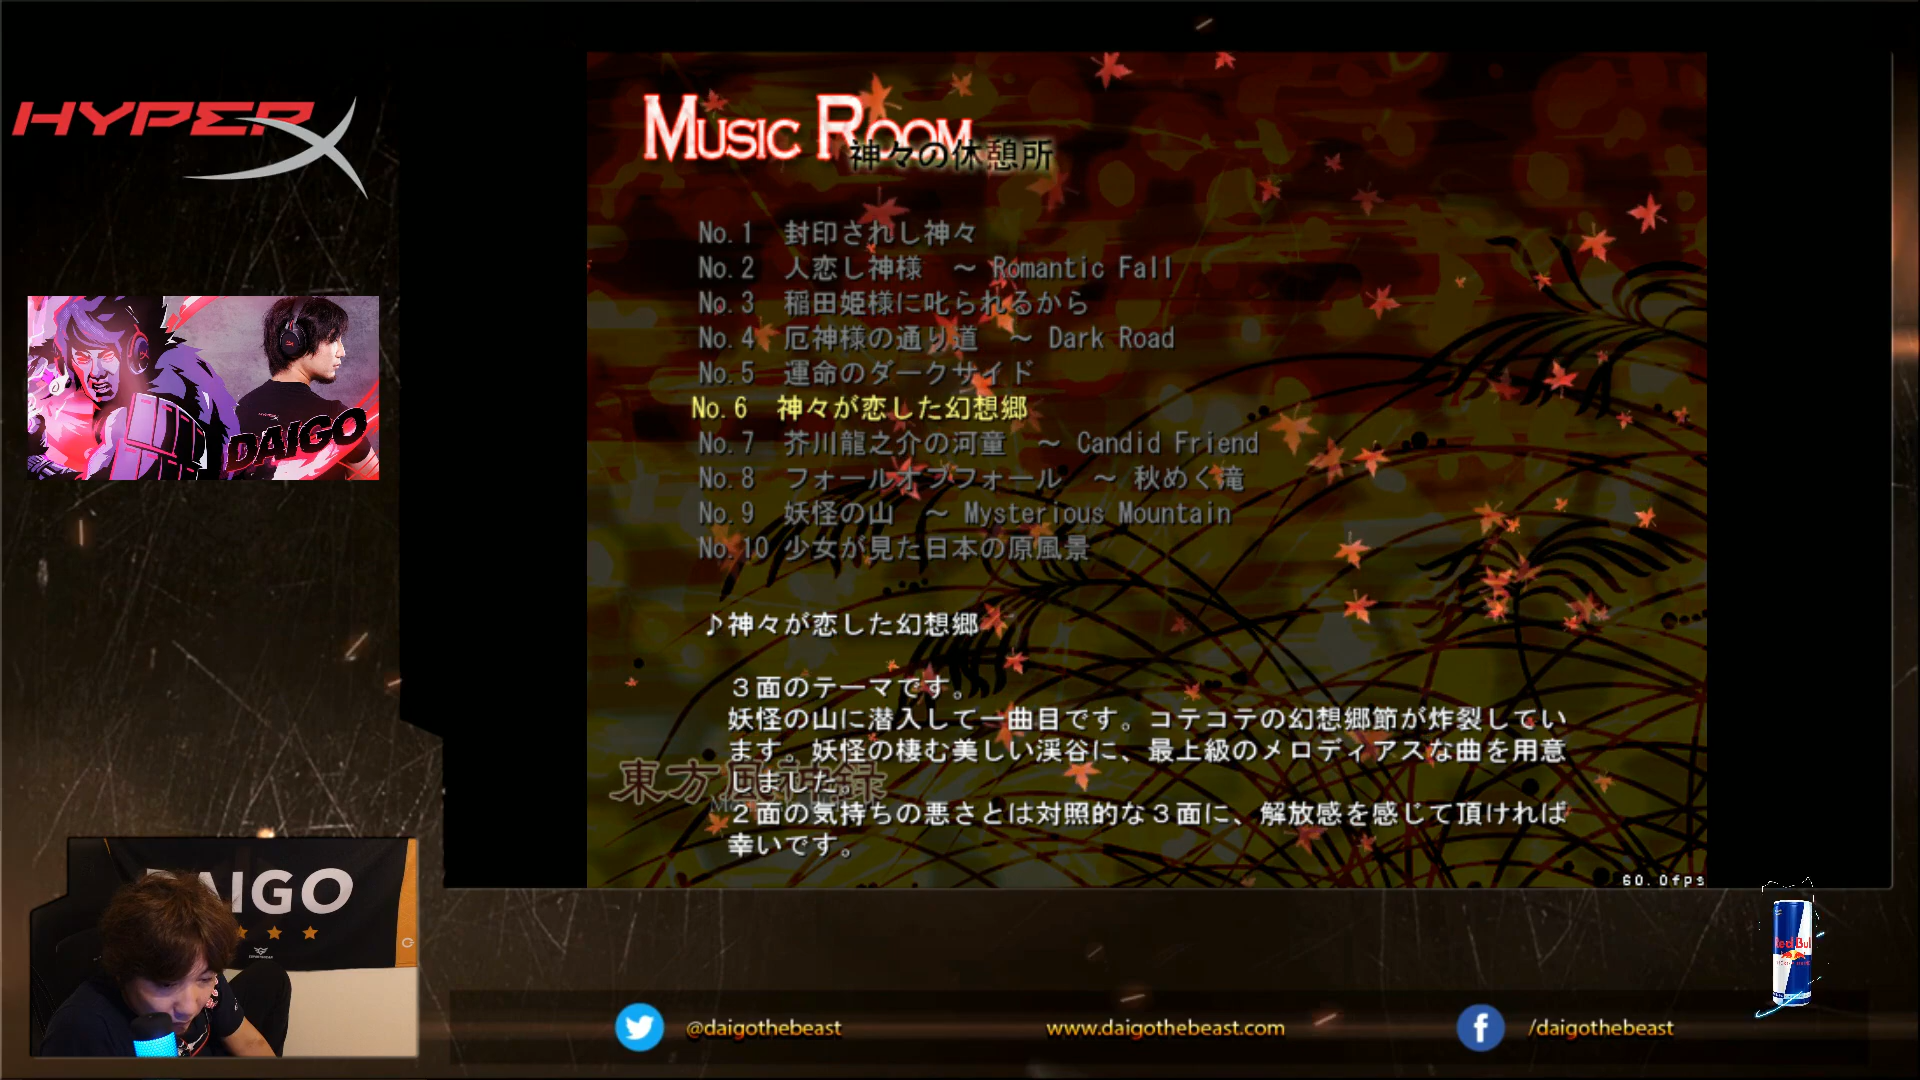 HYPERX
MUSIC ROOM
神々の休憩所
No.1 封印されし神々
No.2 人恋し神様 ～ Romantic Fall
No.3 稲田姫様に叱られるから
No.4 厄神様の通り道 ～ Dark Road
No.5 運命のダークサイド
No.6 神々が恋した幻想郷
No.7 芥川龍之介の河童 ～ Candid Friend
No.8 フォールオブフォール ～ 秋めく滝
No.9 妖怪の山 ～ Mysterious Mountain
No.10 少女が見た日本の原風景
DAIGO
♪神々が恋した幻想郷
３面のテーマです。
妖怪の山に潜入して一曲目です。コテコテの幻想郷節が炸裂してい
ます。妖怪の棲む美しい渓谷に、最上級のメロディアスな曲を用意
しました。
２面の気持ちの悪さとは対照的な３面に、解放感を感じて頂ければ
幸いです。
東方風神録
60.0fps
DAIGO
Red Bull
@daigothebeast
www.daigothebeast.com
/daigothebeast